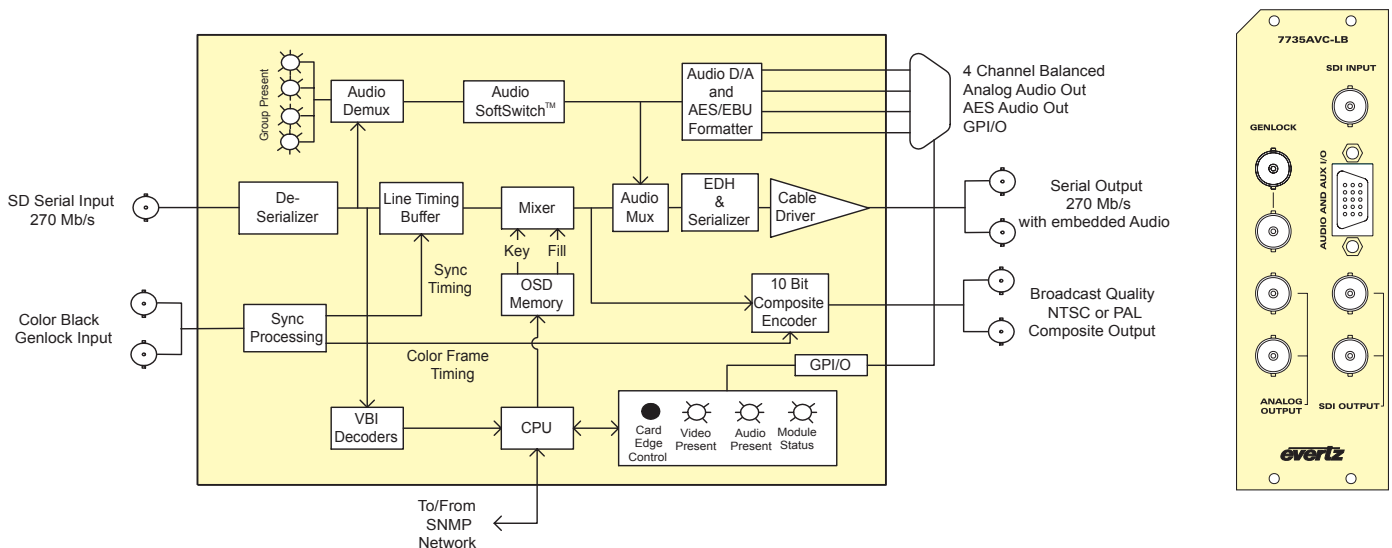 Group Present
Audio
Demux
Audio
SoftSwitch™
Audio D/A
and
AES/EBU
Formatter
4 Channel Balanced
Analog Audio Out
AES Audio Out
GPI/O
SD Serial Input
270 Mb/s
De-
Serializer
Line Timing
Buffer
Mixer
Audio
Mux
EDH
&
Serializer
Cable
Driver
Serial Output
270 Mb/s
with embedded Audio
Key
Fill
Sync
Timing
OSD
Memory
10 Bit
Composite
Encoder
Broadcast Quality
NTSC or PAL
Composite Output
Color Black
Genlock Input
Sync
Processing
Color Frame
Timing
GPI/O
VBI
Decoders
CPU
Card
Edge
Control
Video
Present
Audio
Present
Module
Status
To/From
SNMP
Network
7735AVC-LB
SDI INPUT
GENLOCK
AUDIO AND AUX I/O
ANALOG
OUTPUT
SDI OUTPUT
evertz